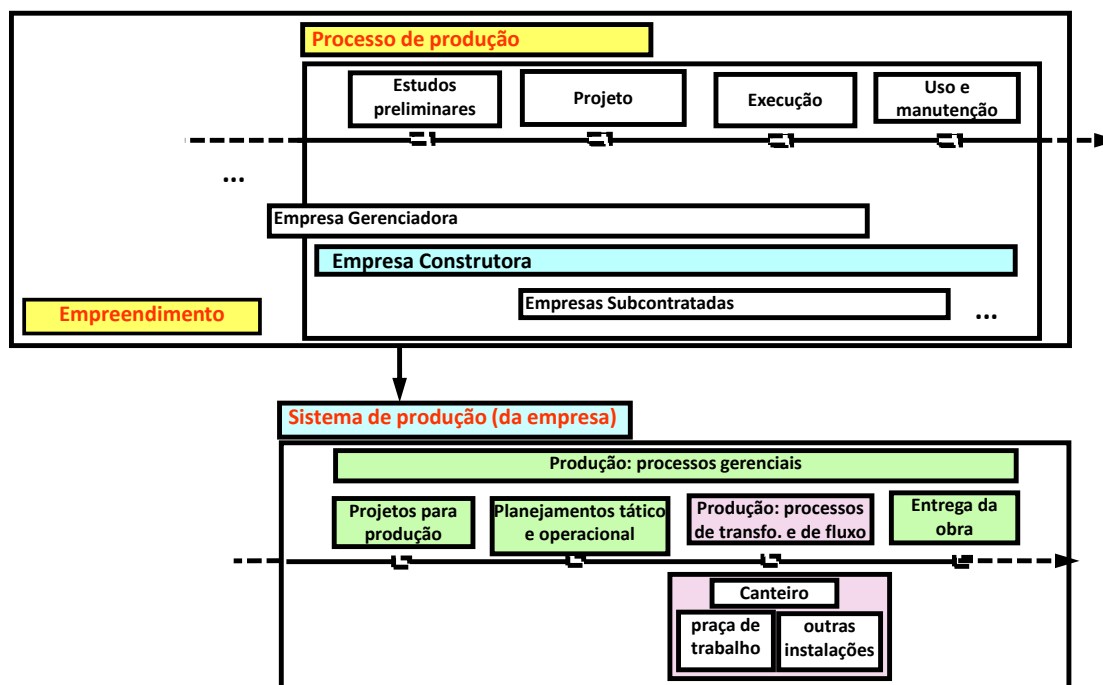 Processo de produção
Estudos
preliminares
Projeto
Execução
Uso e
manutenção
...
Empresa Gerenciadora
Empresa Construtora
Empresas Subcontratadas
...
Empreendimento
Sistema de produção (da empresa)
Produção: processos gerenciais
Projetos para
produção
Planejamentos tático
e operacional
Produção: processos
de transfo. e de fluxo
Entrega da
obra
Canteiro
praça de
trabalho
outras
instalações